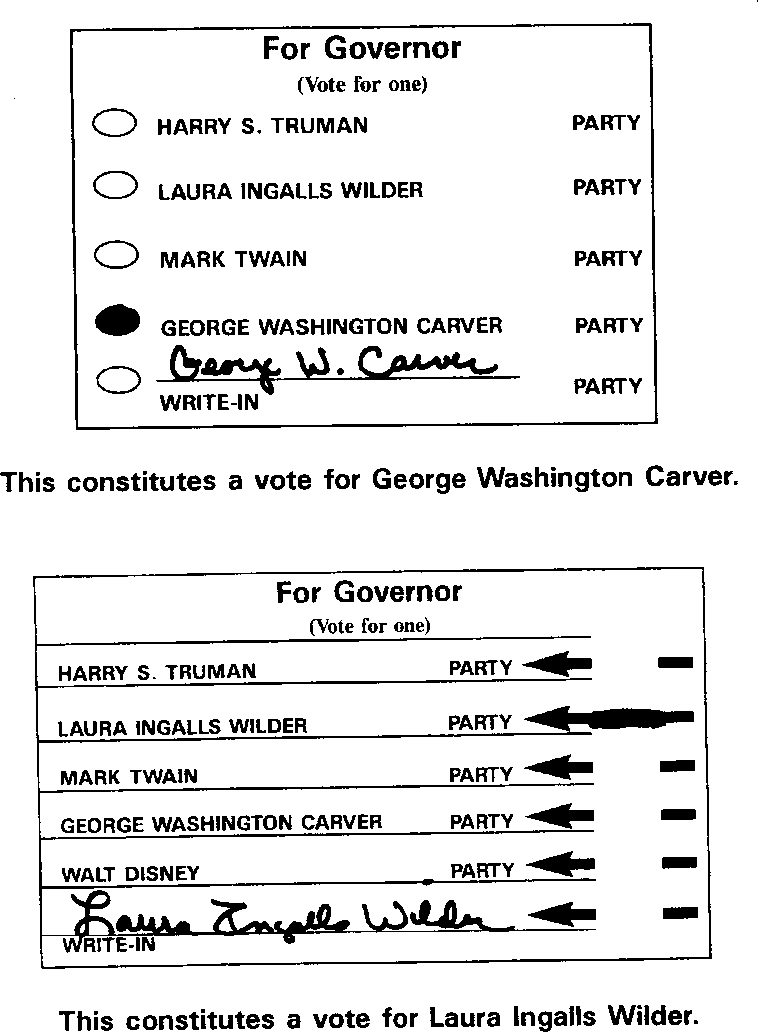 For Governor
(Vote for one)
HARRY S. TRUMAN PARTY
LAURA INGALLS WILDER PARTY
MARK TWAIN PARTY
GEORGE WASHINGTON CARVER PARTY
George W. Carver
WRITE-IN PARTY
This constitutes a vote for George Washington Carver.
For Governor
(Vote for one)
HARRY S. TRUMAN PARTY
LAURA INGALLS WILDER PARTY
MARK TWAIN PARTY
GEORGE WASHINGTON CARVER PARTY
WALT DISNEY PARTY
Laura Ingalls Wilder
WRITE-IN
This constitutes a vote for Laura Ingalls Wilder.